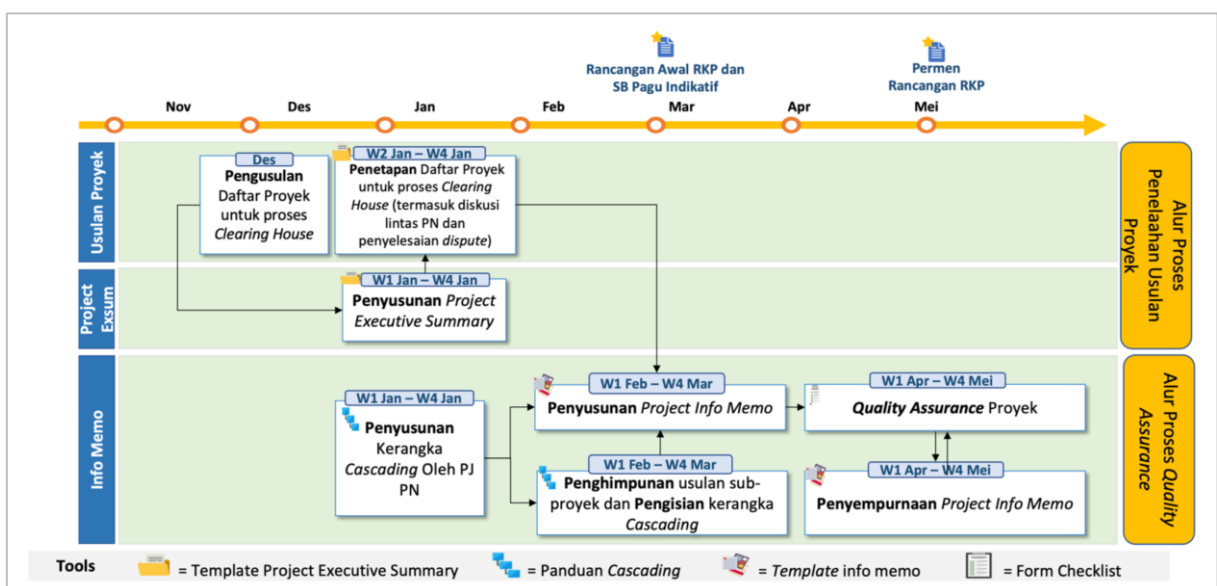 Rancangan Awal RKP dan
SB Pagu Indikatif
Permen
Rancangan RKP
Nov
Des
Jan
Feb
Mar
Apr
Mei
Usulan Proyek
Des
Pengusulan
Daftar Proyek
untuk proses
Clearing House
W2 Jan – W4 Jan
Penetapan Daftar Proyek
untuk proses Clearing
House (termasuk diskusi
lintas PN dan
penyelesaian dispute)
Alur Proses
Penelaahan Usulan
Proyek
Project
Exsum
W1 Jan – W4 Jan
Penyusunan Project
Executive Summary
Info Memo
W1 Jan – W4 Jan
Penyusunan
Kerangka
Cascading Oleh PJ
PN
W1 Feb – W4 Mar
Penyusunan Project Info Memo
W1 Apr – W4 Mei
Quality Assurance Proyek
W1 Feb – W4 Mar
Penghimpunan usulan sub-
proyek dan Pengisian kerangka
Cascading
W1 Apr – W4 Mei
Penyempurnaan Project Info Memo
Alur Proses Quality
Assurance
Tools
= Template Project Executive Summary
= Panduan Cascading
= Template info memo
= Form Checklist